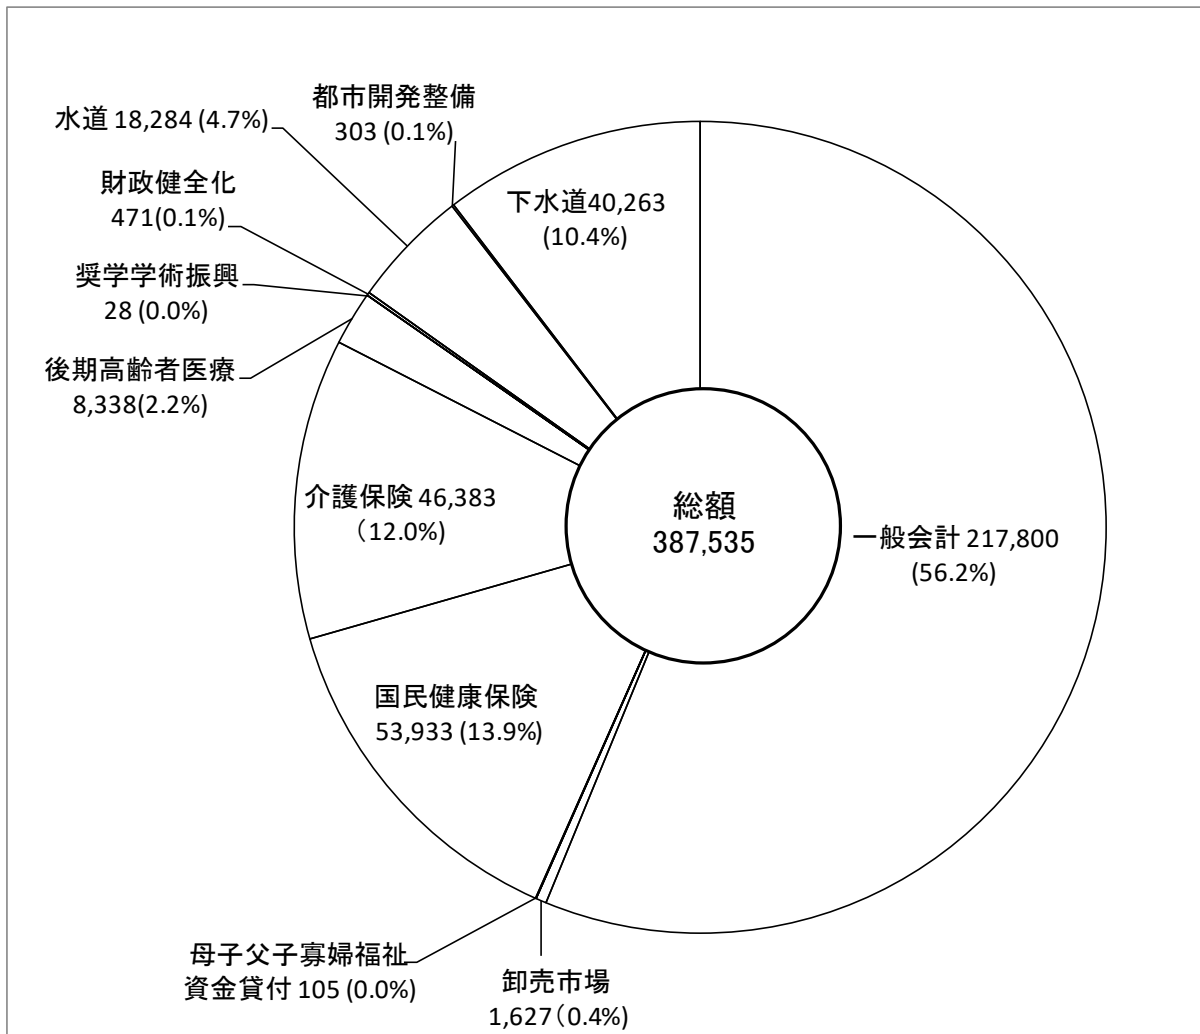 都市開発整備
303 (0.1%)
水道 18,284 (4.7%)
財政健全化
471(0.1%)
奨学学術振興
28 (0.0%)
後期高齢者医療
8,338(2.2%)
下水道40,263
(10.4%)
介護保険 46,383
（12.0%)
総額
387,535
一般会計 217,800
(56.2%)
国民健康保険
53,933 (13.9%)
母子父子寡婦福祉
資金貸付 105 (0.0%)
卸売市場
1,627（0.4%)